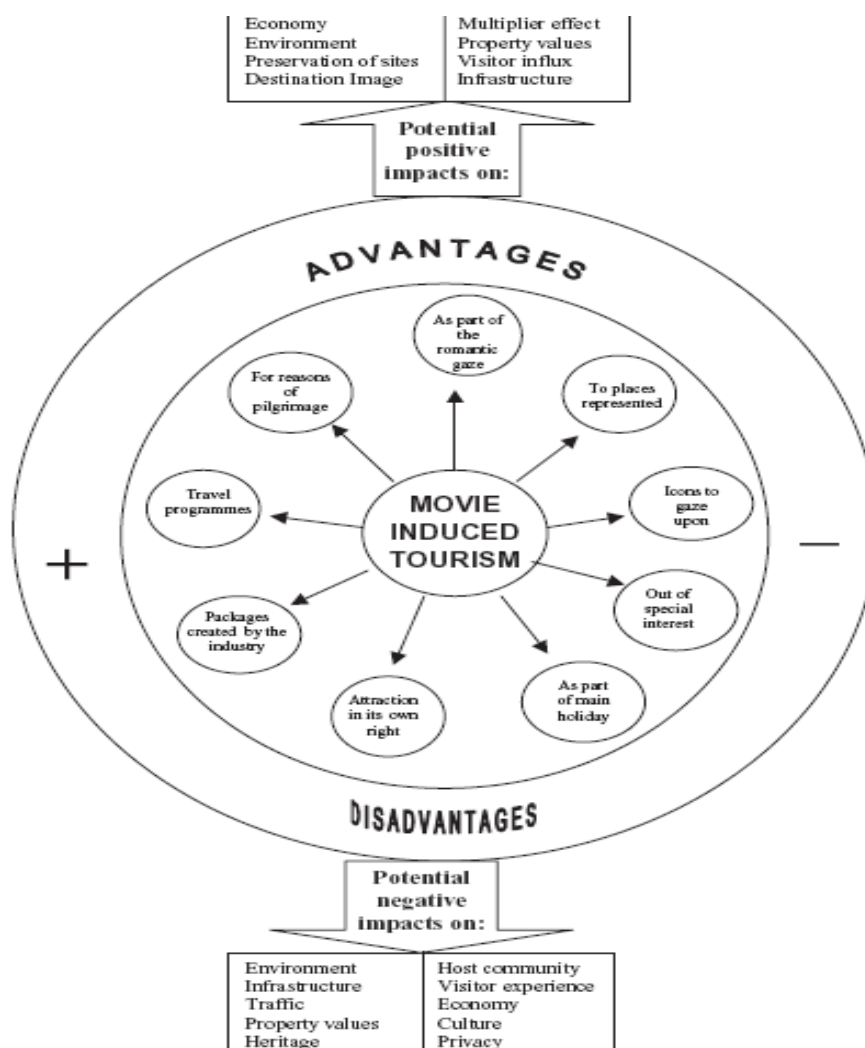 Economy
Environment
Preservation of sites
Destination Image
Multiplier effect
Property values
Visitor influx
Infrastructure
Potential
positive
impacts on:
ADVANTAGES
As part of
the
romantic
gaze
For reasons
of
pilgrimage
To places
represented
Travel
programmes
MOVIE
INDUCED
TOURISM
Icons to
gaze
upon
+
–
Packages
created by the
industry
Out of
special
interest
Attraction
in its own
right
As part
of main
holiday
DISADVANTAGES
Potential
negative
impacts on:
Environment
Infrastructure
Traffic
Property values
Heritage
Host community
Visitor experience
Economy
Culture
Privacy